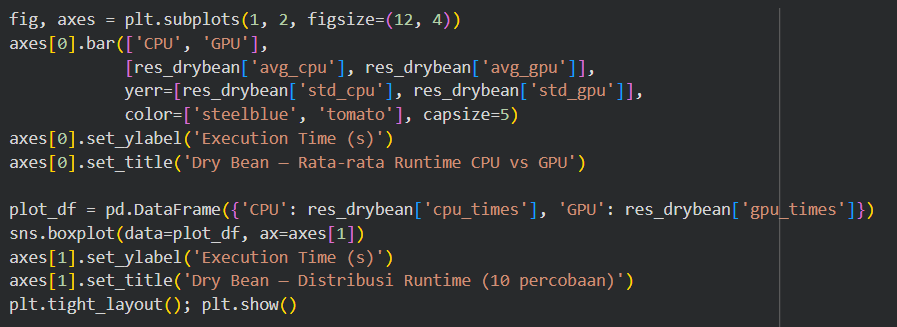 fig, axes = plt.subplots(1, 2, figsize=(12, 4))
axes[0].bar(['CPU', 'GPU'],
            [res_drybean['avg_cpu'], res_drybean['avg_gpu']],
            yerr=[res_drybean['std_cpu'], res_drybean['std_gpu']],
            color=['steelblue', 'tomato'], capsize=5)
axes[0].set_ylabel('Execution Time (s)')
axes[0].set_title('Dry Bean — Rata-rata Runtime CPU vs GPU')

plot_df = pd.DataFrame({'CPU': res_drybean['cpu_times'], 'GPU': res_drybean['gpu_times']})
sns.boxplot(data=plot_df, ax=axes[1])
axes[1].set_ylabel('Execution Time (s)')
axes[1].set_title('Dry Bean — Distribusi Runtime (10 percobaan)')
plt.tight_layout(); plt.show()